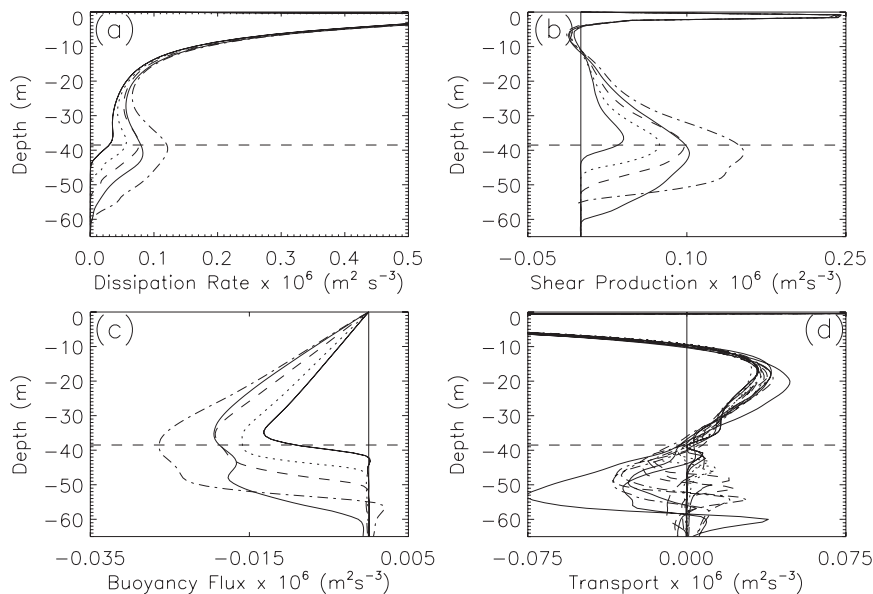 (a)
0
−10
−20
−30
−40
−50
−60
Depth (m)
0.0 0.1 0.2 0.3 0.4 0.5
Dissipation Rate x 10⁶ (m² s⁻³)
(b)
0
−10
−20
−30
−40
−50
−60
Depth (m)
−0.05 0.10 0.25
Shear Production x 10⁶ (m²s⁻³)
(c)
0
−10
−20
−30
−40
−50
−60
Depth (m)
−0.035 −0.015 0.005
Buoyancy Flux x 10⁶ (m²s⁻³)
(d)
0
−10
−20
−30
−40
−50
−60
Depth (m)
−0.075 0.000 0.075
Transport x 10⁶ (m²s⁻³)